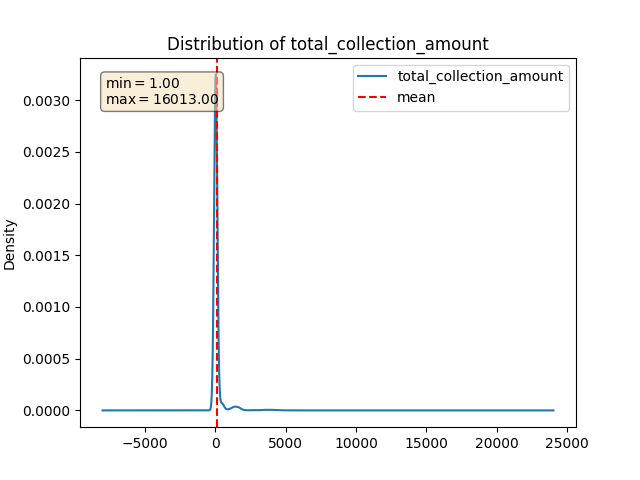 Distribution of total_collection_amount
min = 1.00
max = 16013.00
total_collection_amount
mean
Density
0.0030
0.0025
0.0020
0.0015
0.0010
0.0005
0.0000
−5000 0 5000 10000 15000 20000 25000